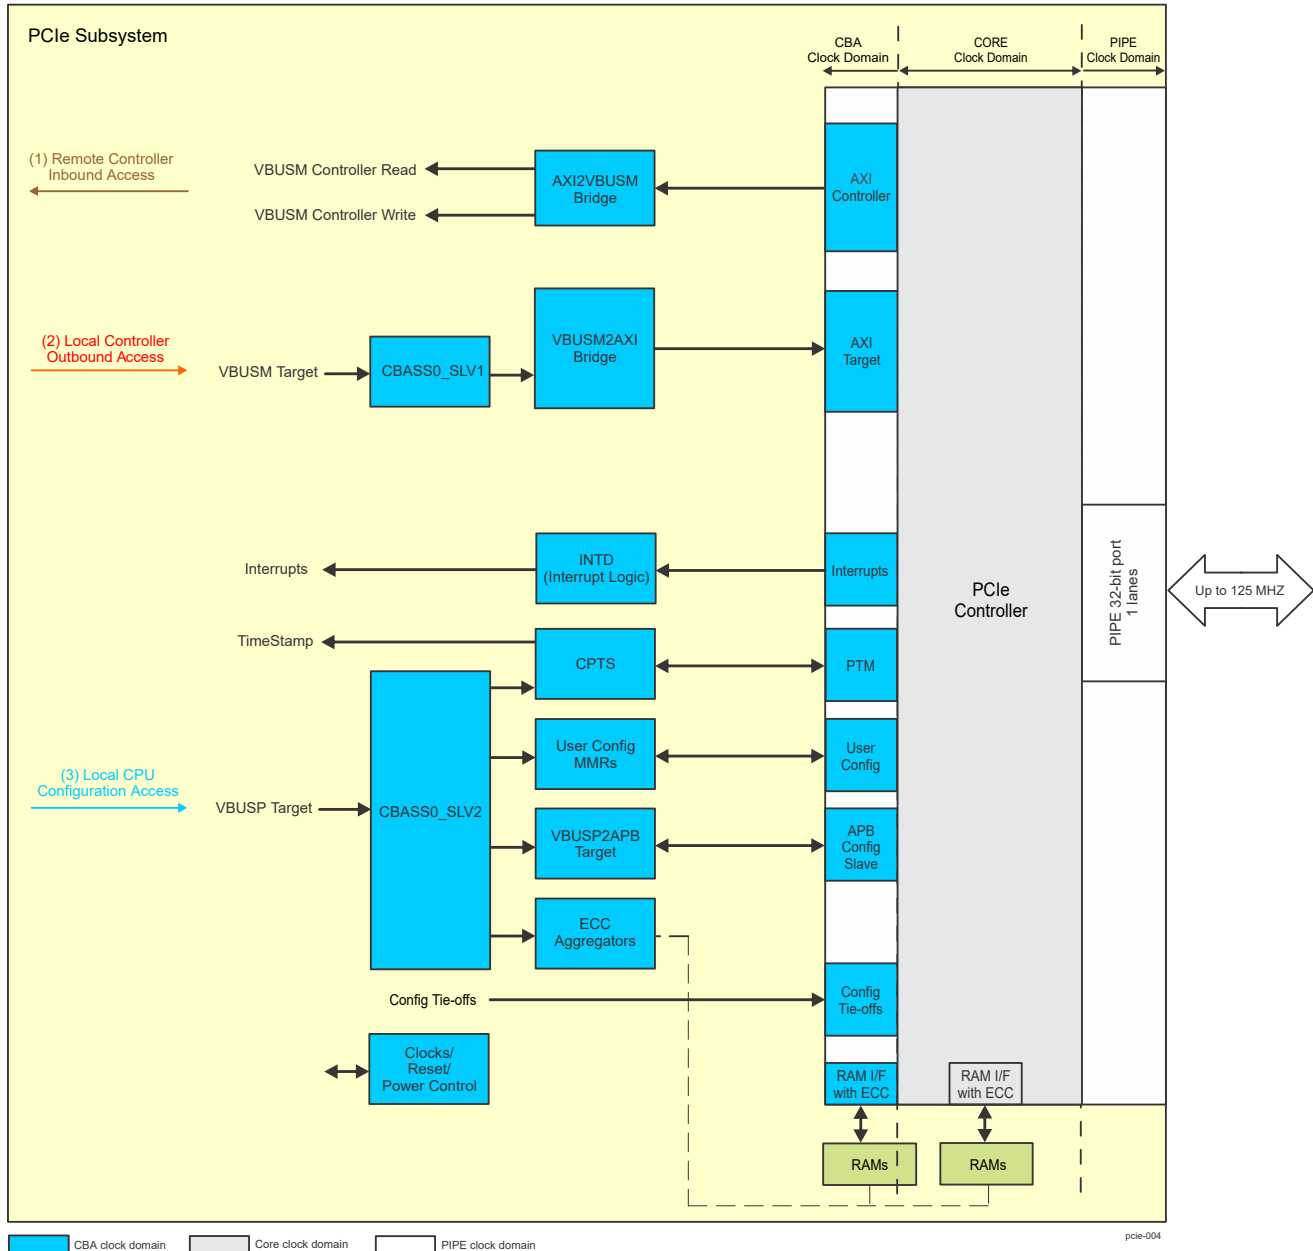 PCIe Subsystem
CBA
Clock Domain
CORE
Clock Domain
PIPE
Clock Domain
(1) Remote Controller
Inbound Access
VBUSM Controller Read
VBUSM Controller Write
AXI2VBUSM
Bridge
AXI
Controller
(2) Local Controller
Outbound Access
VBUSM Target
CBASS0_SLV1
VBUSM2AXI
Bridge
AXI
Target
Interrupts
INTD
(Interrupt Logic)
Interrupts
PCIe
Controller
PIPE 32-bit port
1 lanes
Up to 125 MHZ
TimeStamp
CPTS
PTM
User Config
MMRs
User
Config
(3) Local CPU
Configuration Access
VBUSP Target
CBASS0_SLV2
VBUSP2APB
Target
APB
Config
Slave
ECC
Aggregators
Config Tie-offs
Config
Tie-offs
Clocks/
Reset/
Power Control
RAM I/F
with ECC
RAM I/F
with ECC
RAMs
RAMs
pcie-004
CBA clock domain
Core clock domain
PIPE clock domain